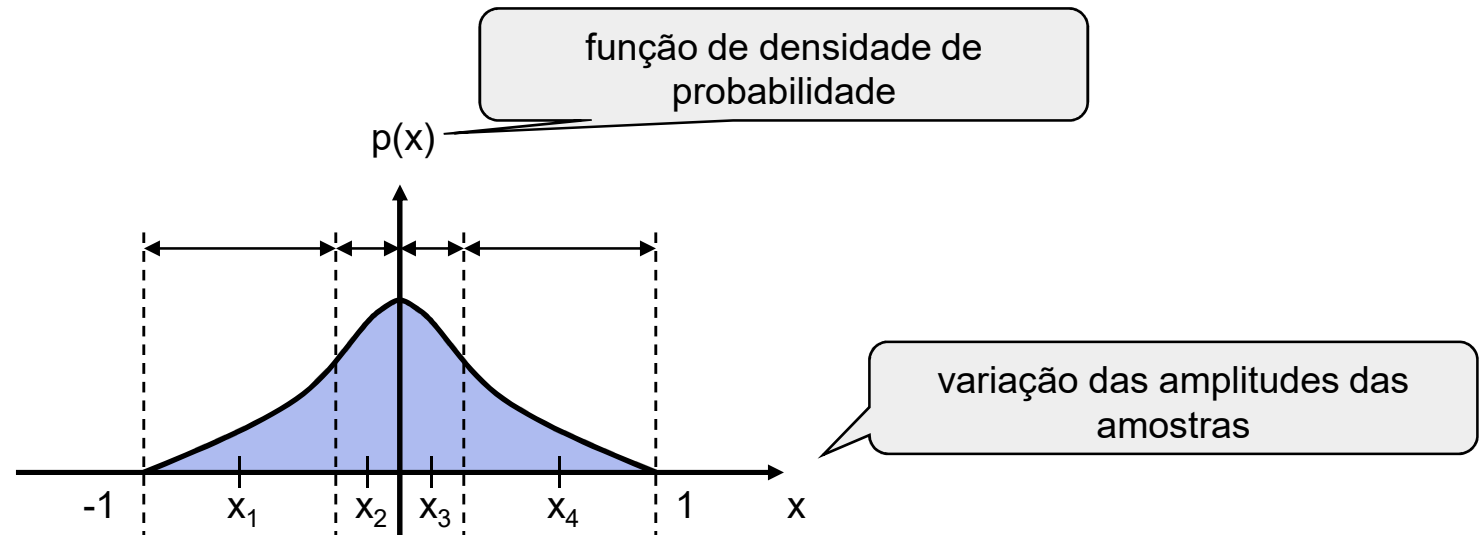 função de densidade de
probabilidade
p(x)
variação das amplitudes das
amostras
-1 x₁ x₂ x₃ x₄ 1 x